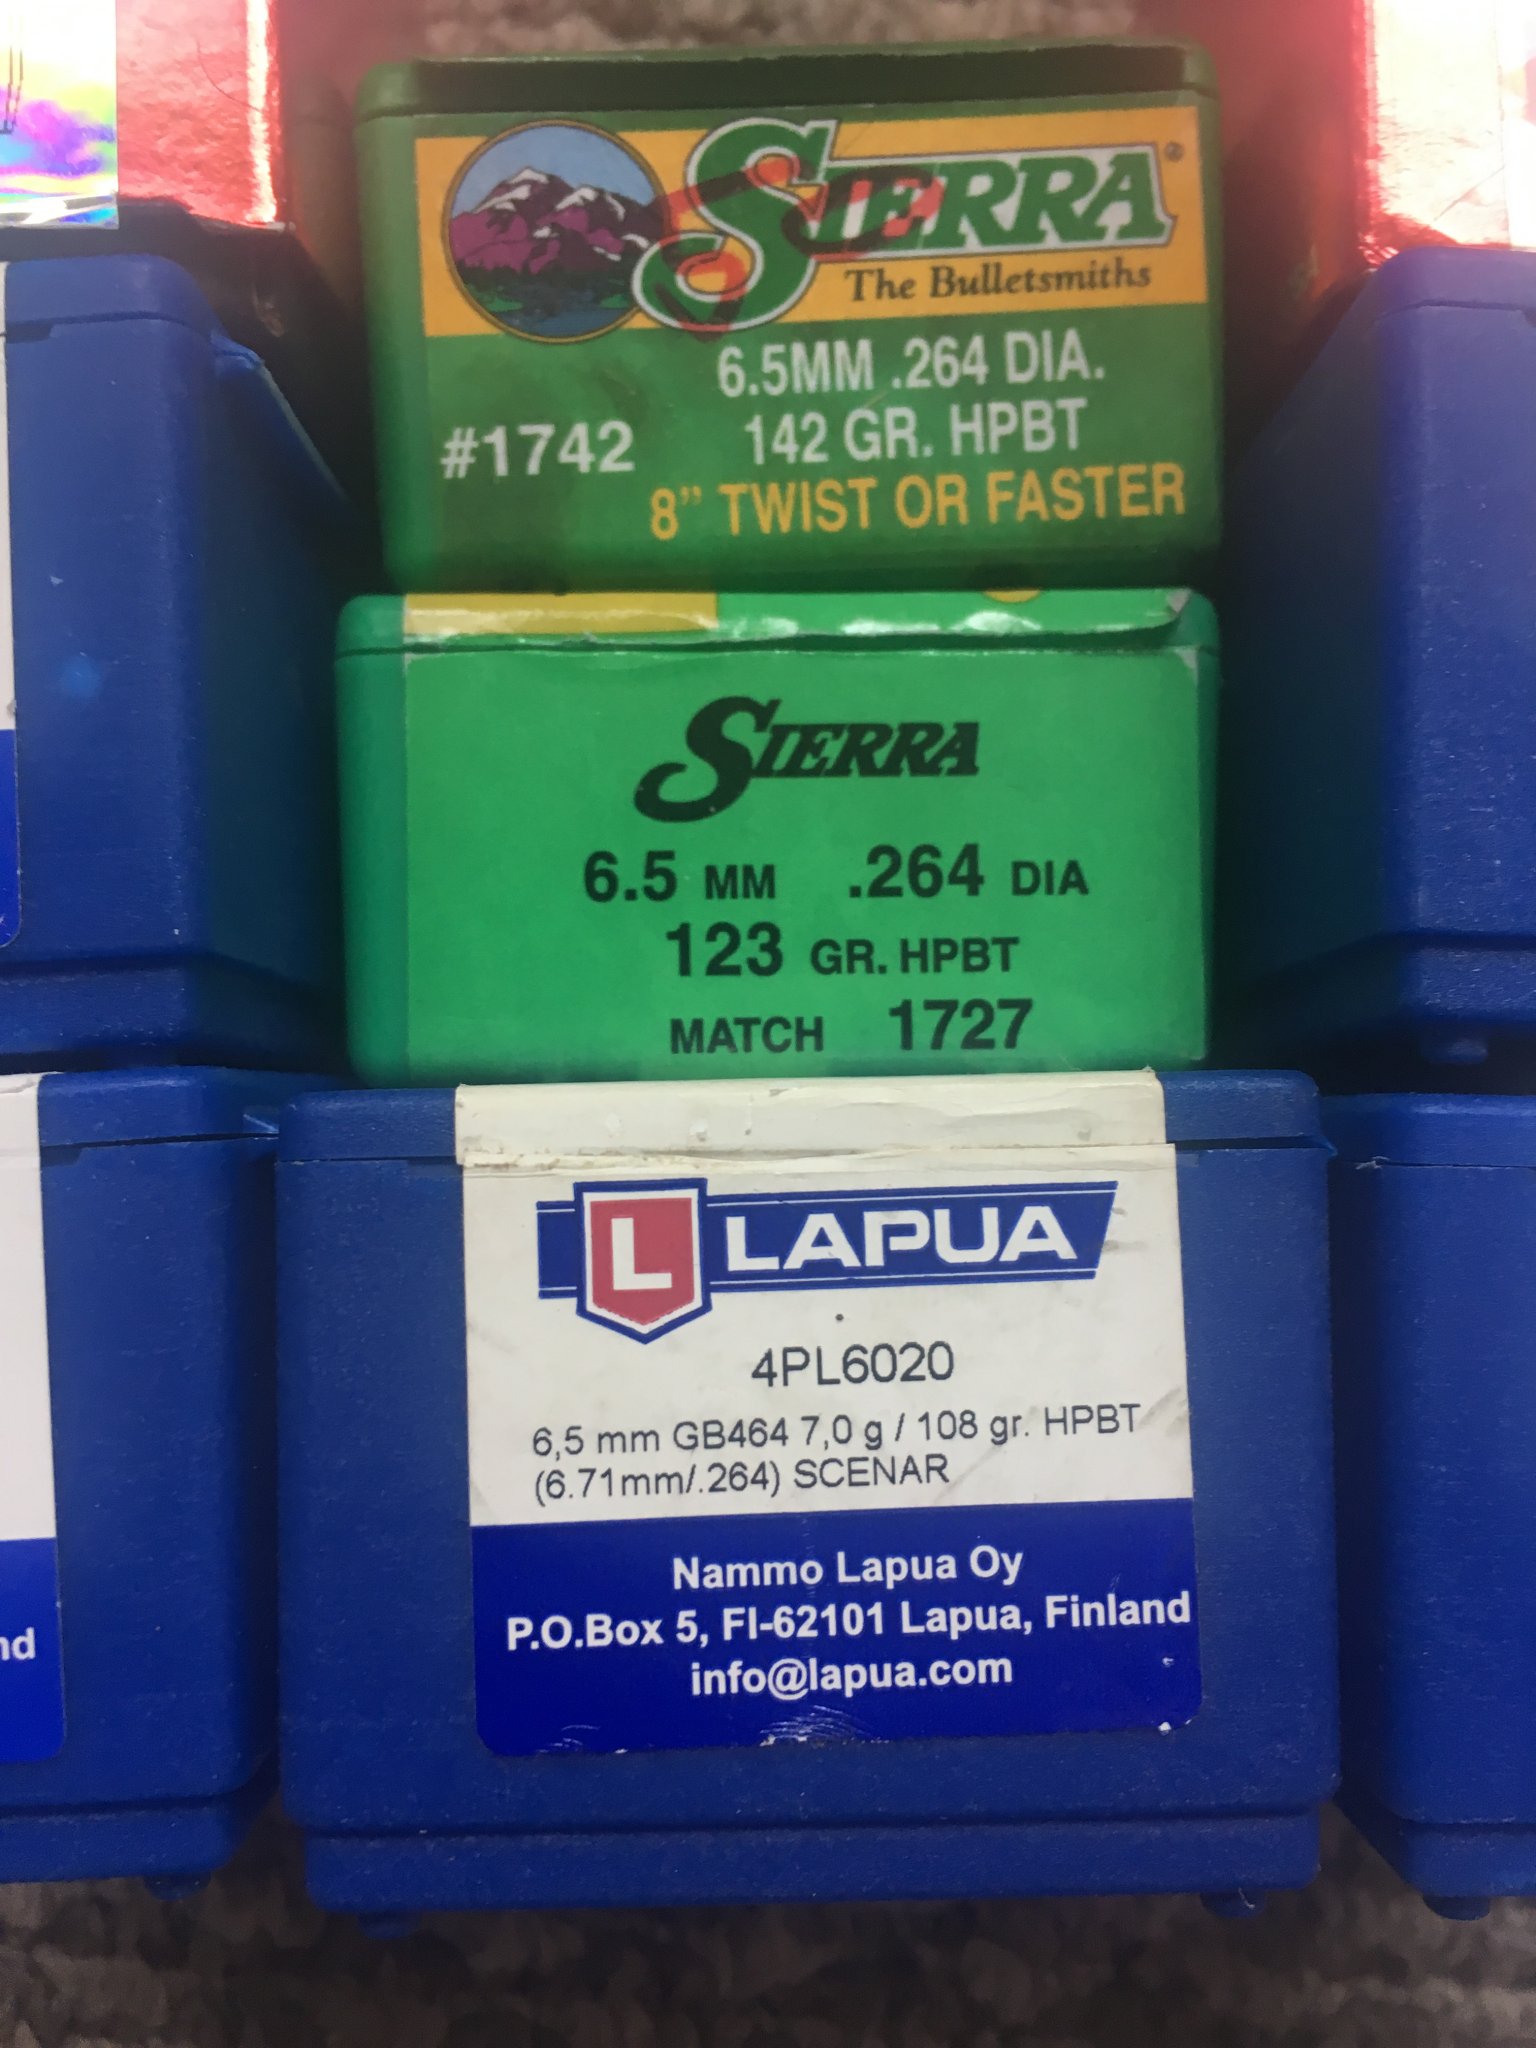 SIERRA®
The Bulletsmiths
6.5MM .264 DIA.
#1742 142 GR. HPBT
8" TWIST OR FASTER
SIERRA
6.5 MM .264 DIA
123 GR. HPBT
MATCH 1727
L LAPUA
4PL6020
6,5 mm GB464 7,0 g / 108 gr. HPBT
(6.71mm/.264) SCENAR
Nammo Lapua Oy
P.O.Box 5, FI-62101 Lapua, Finland
info@lapua.com
nd